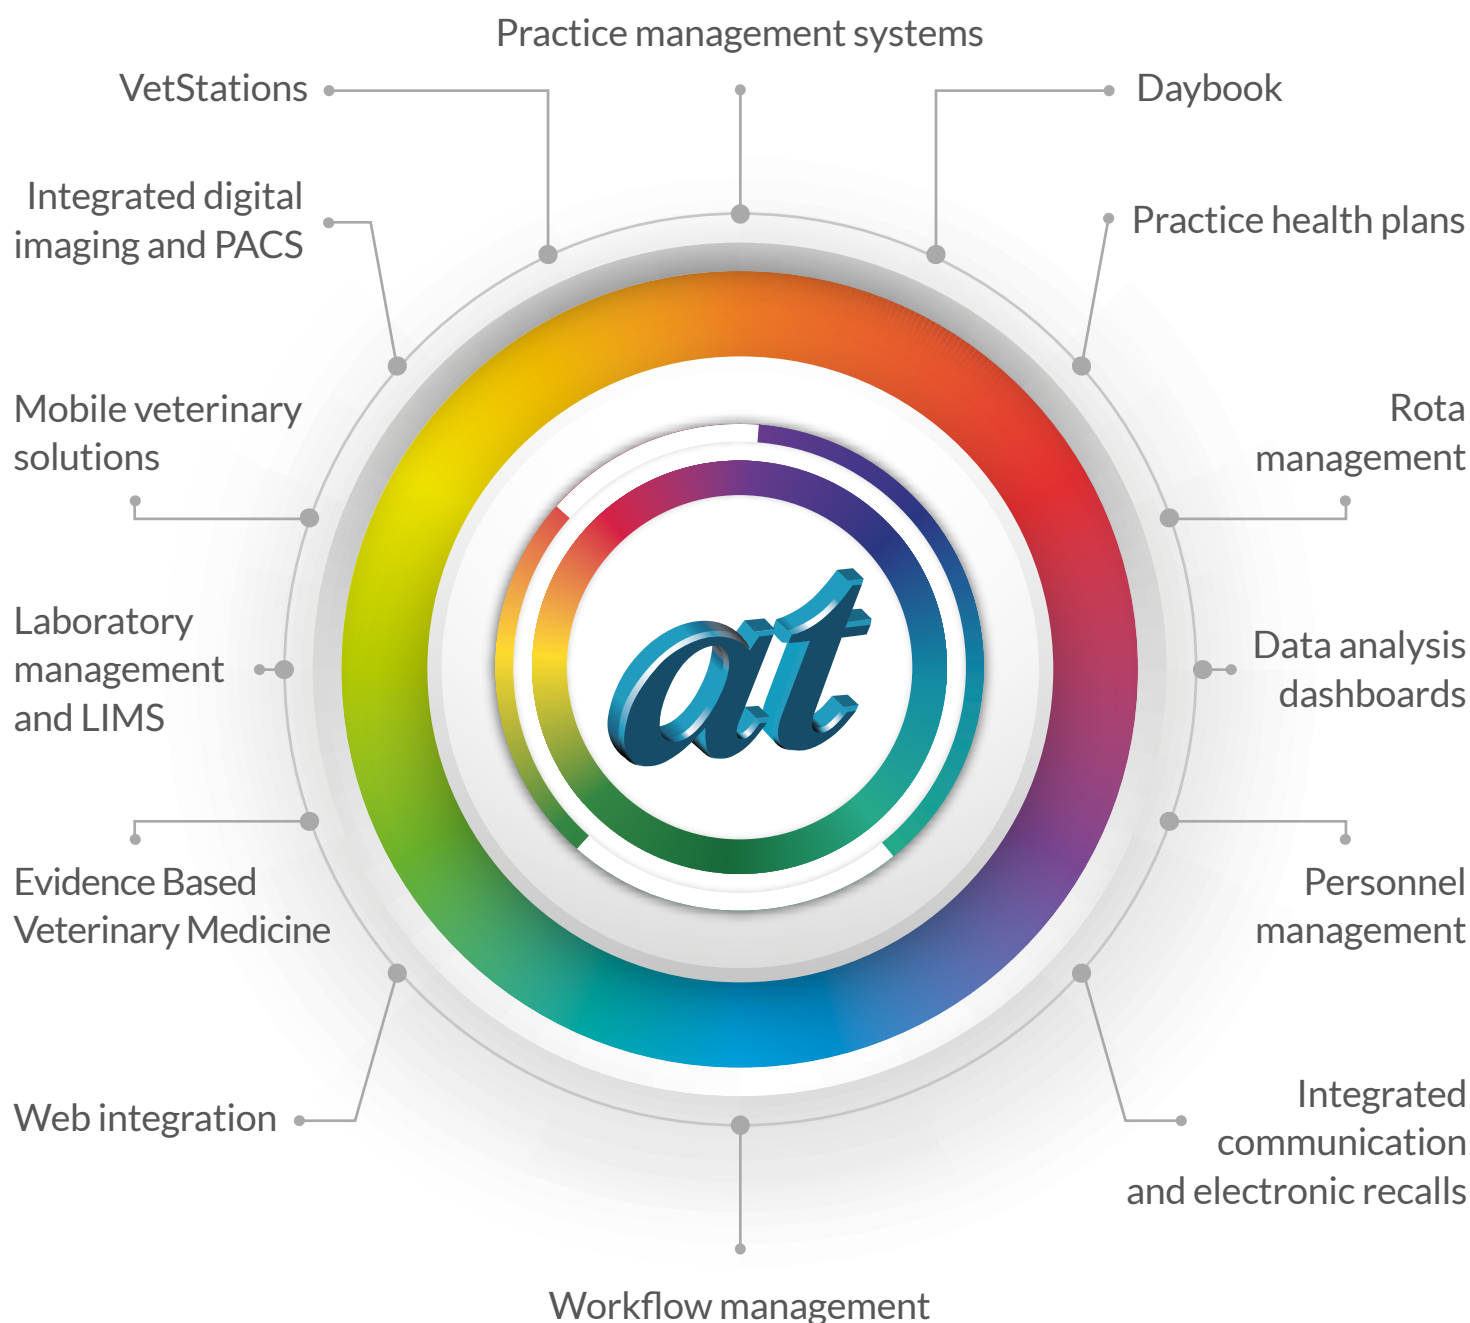 Practice management systems
VetStations
Daybook
Integrated digital
imaging and PACS
Practice health plans
Mobile veterinary
solutions
Rota
management
Laboratory
management
and LIMS
Data analysis
dashboards
at
Evidence Based
Veterinary Medicine
Personnel
management
Web integration
Integrated
communication
and electronic recalls
Workflow management